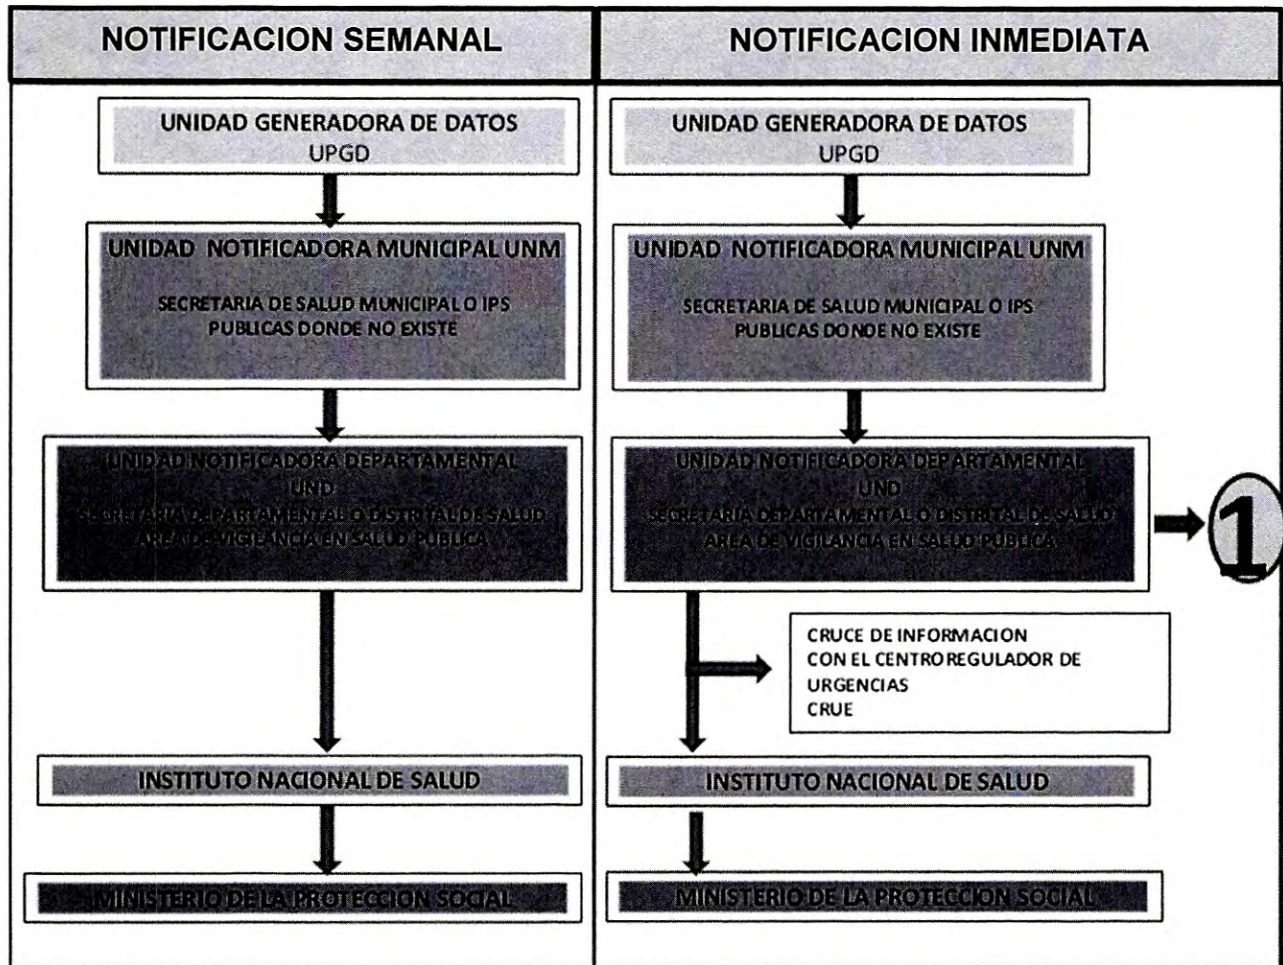 NOTIFICACION SEMANAL
UNIDAD GENERADORA DE DATOS
UPGD
UNIDAD NOTIFICADORA MUNICIPAL UNM
SECRETARIA DE SALUD MUNICIPAL O IPS
PUBLICAS DONDE NO EXISTE
UNIDAD NOTIFICADORA DEPARTAMENTAL
UND
SECRETARIA DEPARTAMENTAL O DISTRITAL DE SALUD
AREA DE VIGILANCIA EN SALUD PUBLICA
INSTITUTO NACIONAL DE SALUD
MINISTERIO DE LA PROTECCION SOCIAL
NOTIFICACION INMEDIATA
UNIDAD GENERADORA DE DATOS
UPGD
UNIDAD NOTIFICADORA MUNICIPAL UNM
SECRETARIA DE SALUD MUNICIPAL O IPS
PUBLICAS DONDE NO EXISTE
UNIDAD NOTIFICADORA DEPARTAMENTAL
UND
SECRETARIA DEPARTAMENTAL O DISTRITAL DE SALUD
AREA DE VIGILANCIA EN SALUD PUBLICA
1
CRUCE DE INFORMACION
CON EL CENTRO REGULADOR DE
URGENCIAS
CRUE
INSTITUTO NACIONAL DE SALUD
MINISTERIO DE LA PROTECCION SOCIAL